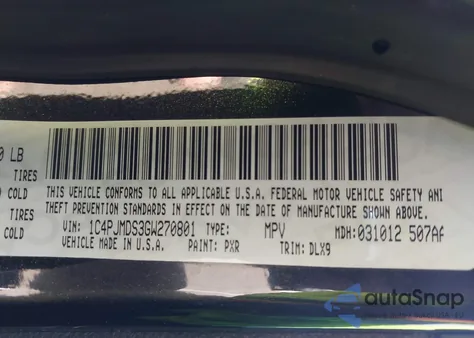 0 LB
TIRES
COLD
TIRES
COLD
THIS VEHICLE CONFORMS TO ALL APPLICABLE U.S.A. FEDERAL MOTOR VEHICLE SAFETY AN
THEFT PREVENTION STANDARDS IN EFFECT ON THE DATE OF MANUFACTURE SHOWN ABOVE.
VIN: 1C4PJMDS3GW270801 TYPE: MPV MDH: 031012 507AF
VEHICLE MADE IN U.S.A. PAINT: PXR TRIM: DLX9
autoSnap